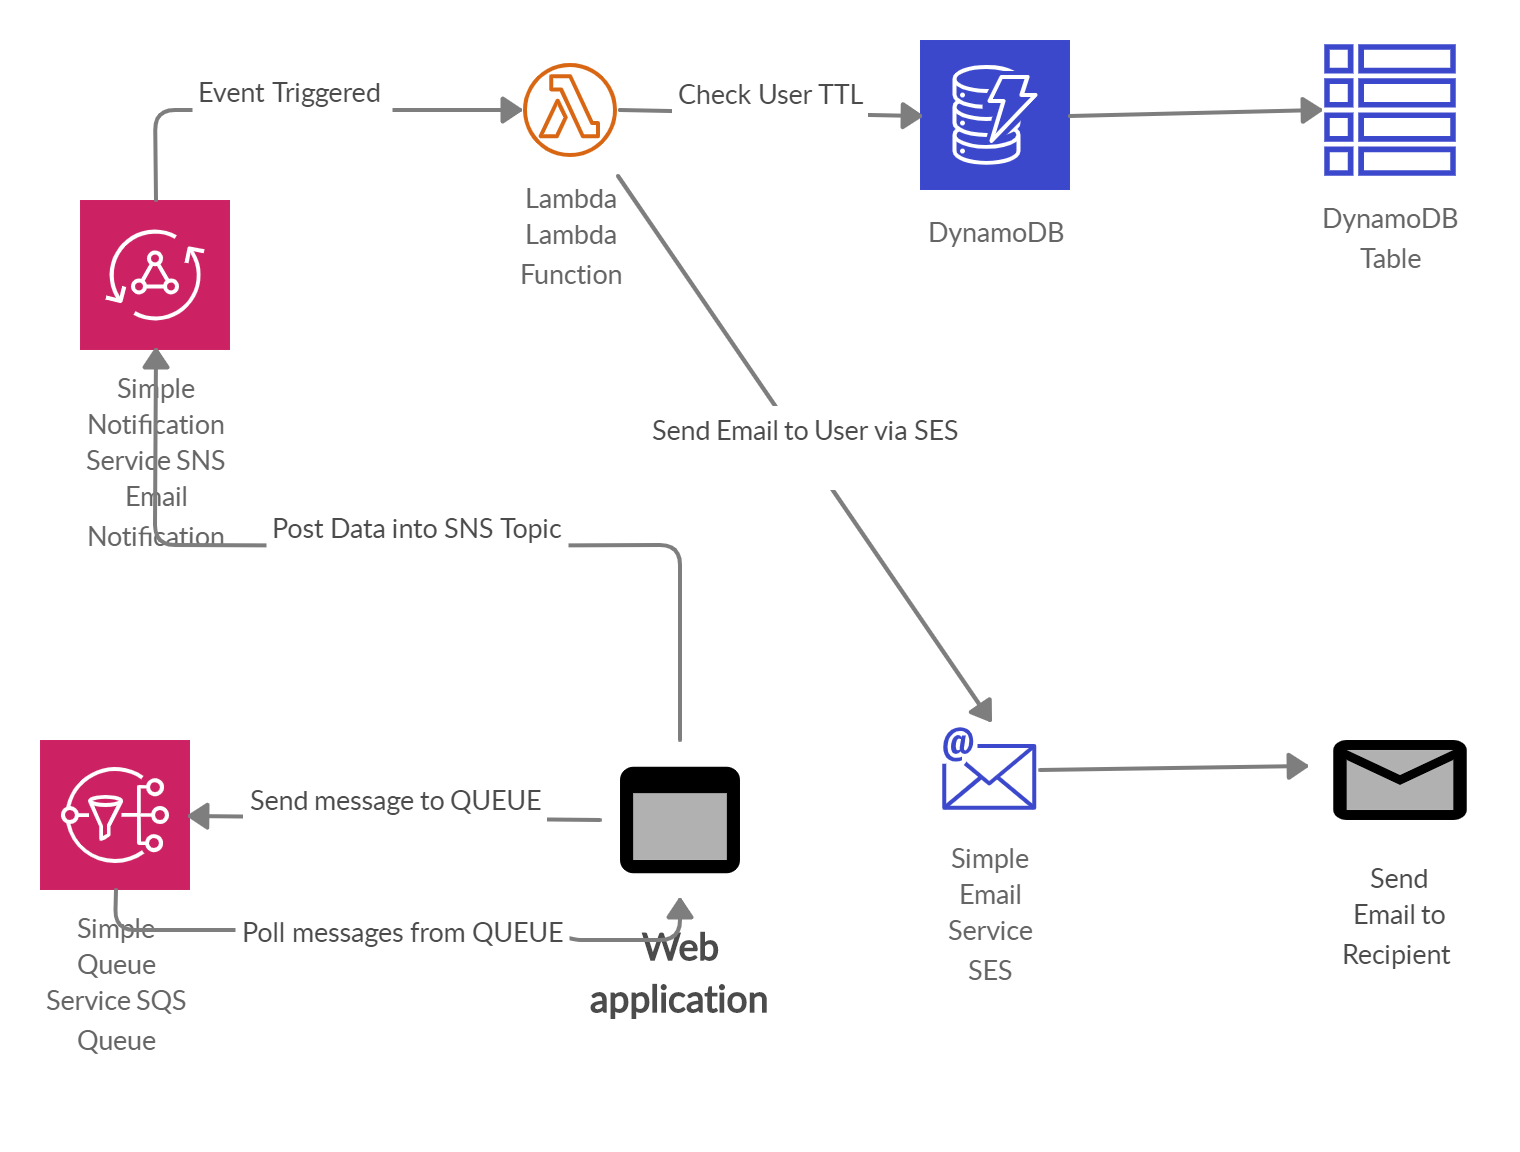 Event Triggered
Check User TTL
Lambda
Lambda
Function
DynamoDB
DynamoDB
Table
Simple
Notification
Service SNS
Email
Notification
Send Email to User via SES
Post Data into SNS Topic
Send message to QUEUE
Poll messages from QUEUE
Simple
Queue
Service SQS
Queue
Web
application
@
Simple
Email
Service
SES
Send
Email to
Recipient